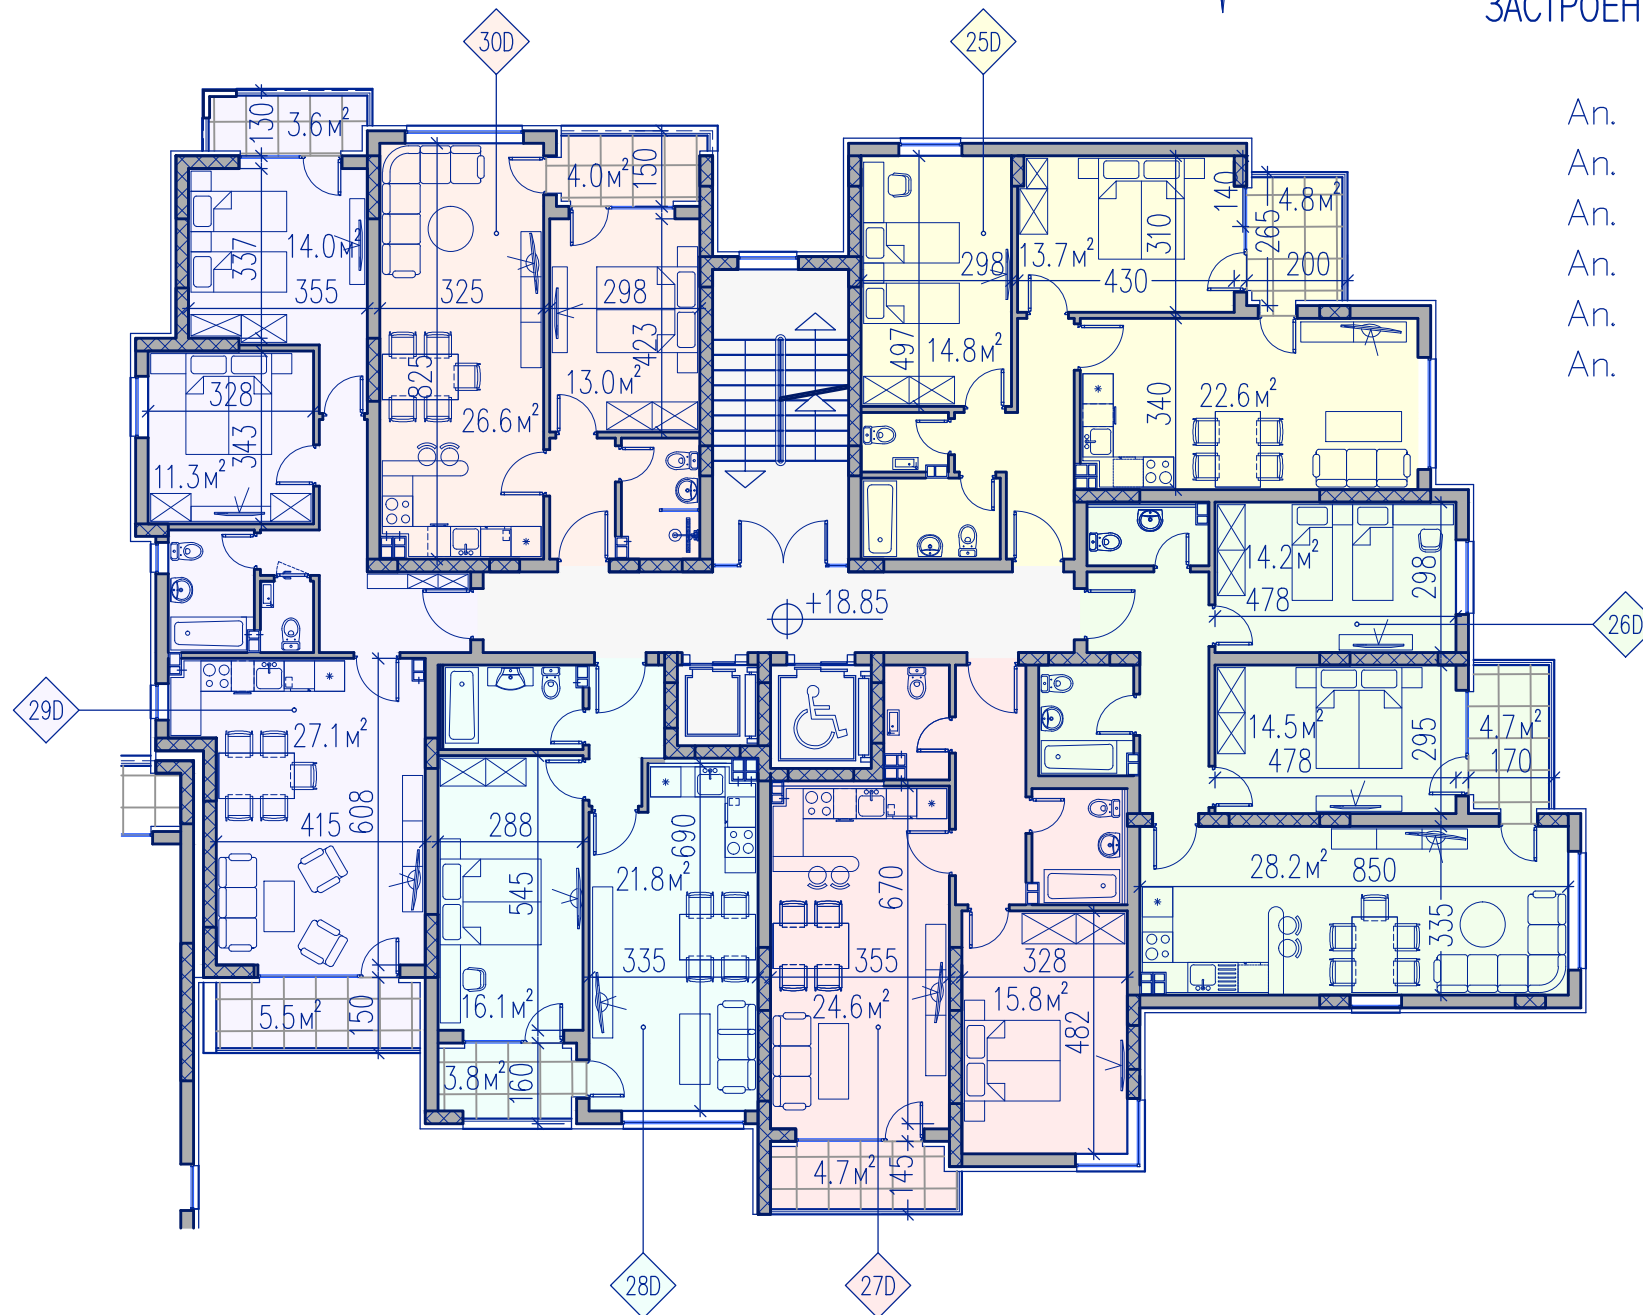 ЗАСТРОЕН
30D
25D
Ап.
Ап.
Ап.
Ап.
Ап.
Ап.
130
3.6м²
4.0м²
150
337
14.0м²
355
325
298
423
13.0м²
825
26.6м²
328
343
11.3м²
298
497
14.8м²
13.7м²
310
430
140
265
4.8м²
200
340
22.6м²
+18.85
14.2м²
478
298
26D
14.5м²
478
295
4.7м²
170
28.2м²
850
335
29D
27.1м²
415
608
5.5м²
150
288
545
16.1м²
3.8м²
160
690
21.8м²
335
670
355
24.6м²
4.7м²
145
328
15.8м²
482
28D
27D